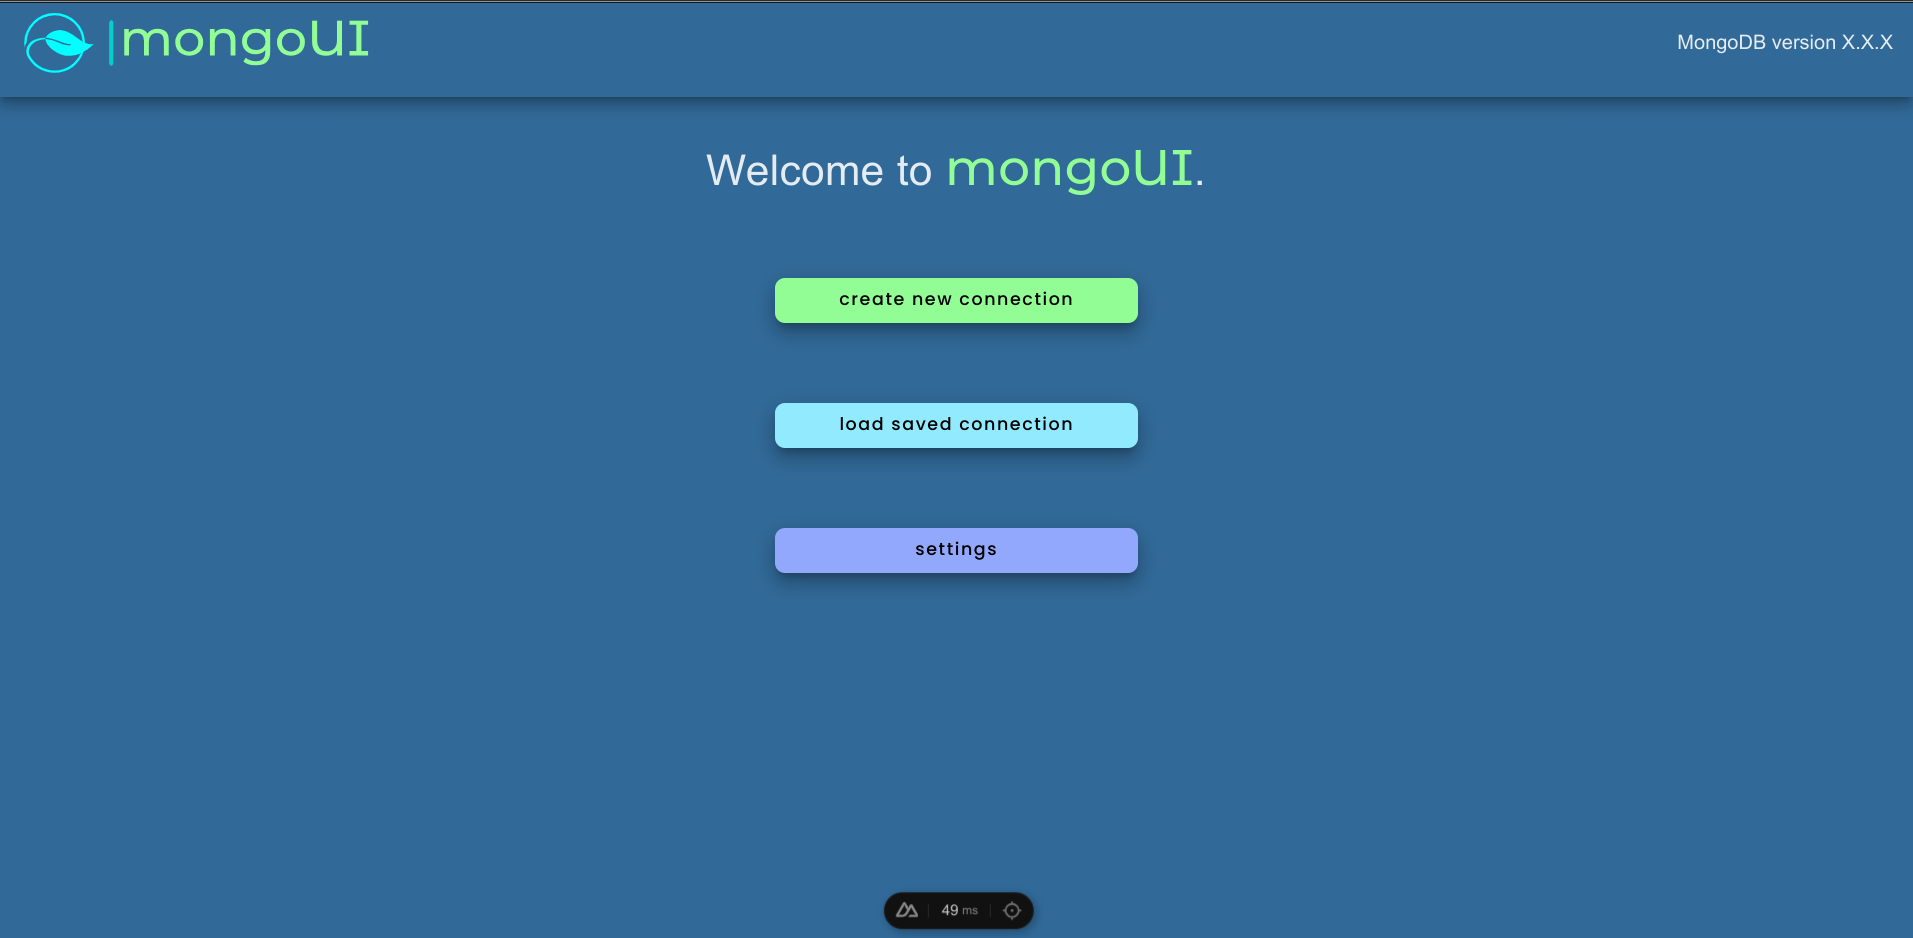 mongoUI
MongoDB version X.X.X
Welcome to mongoUI.
create new connection
load saved connection
settings
49 ms